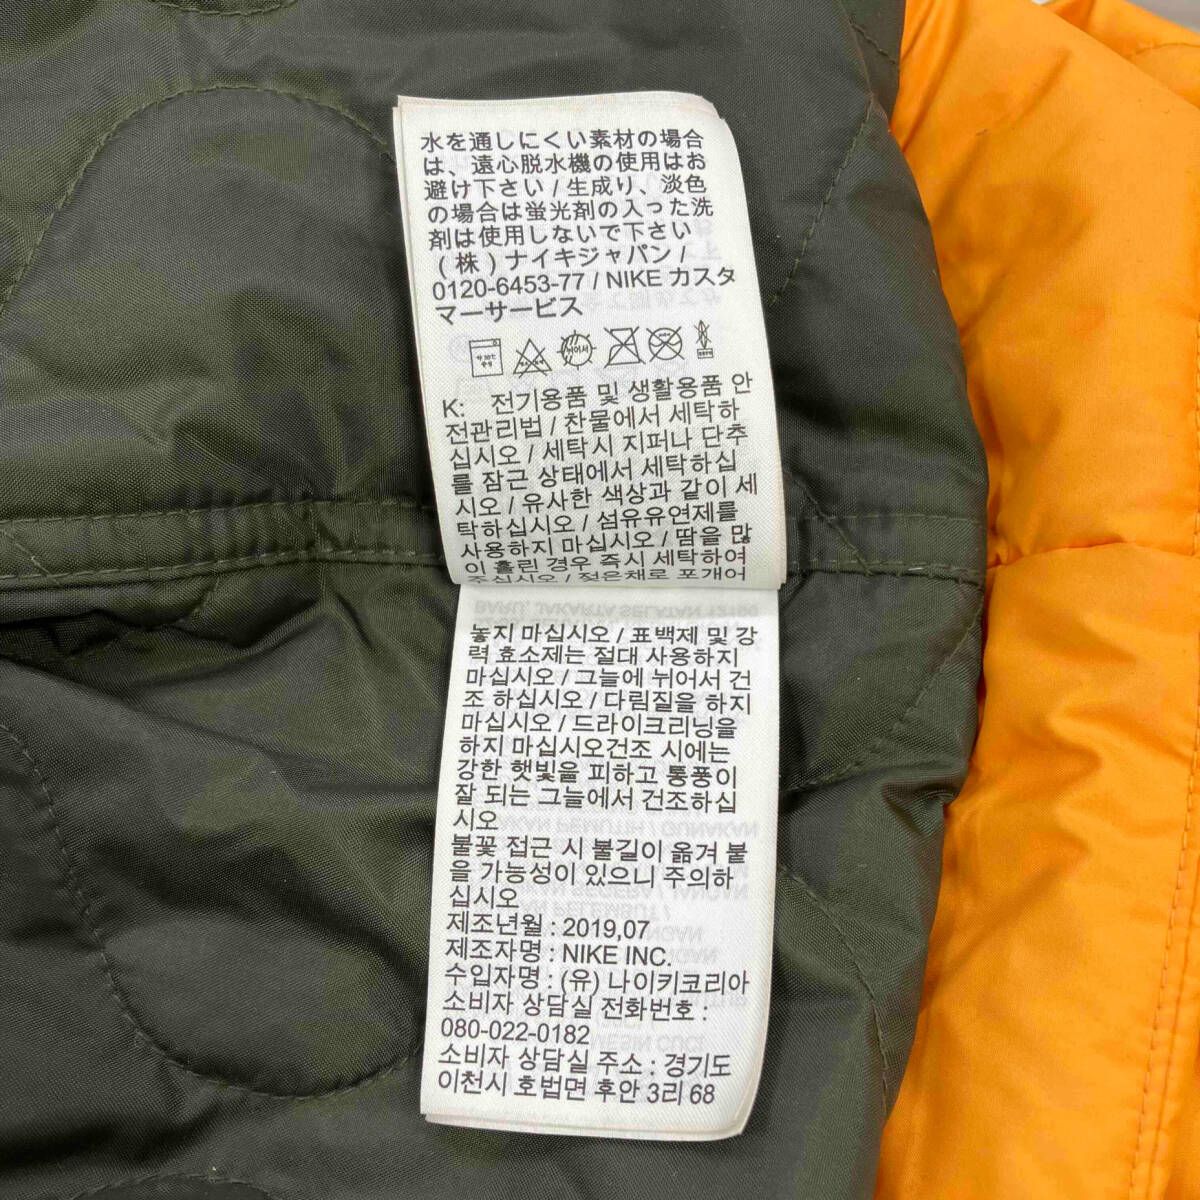 水を通しにくい素材の場合
は、遠心脱水機の使用はお
避け下さい / 生成り、淡色
の場合は蛍光剤の入った洗
剤は使用しないで下さい
(株) ナイキジャパン /
0120-6453-77 / NIKE カスタ
マーサービス
K: 전기용품 및 생활용품 안
전관리법 / 찬물에서 세탁하
십시오 / 세탁시 지퍼나 단추
를 잠근 상태에서 세탁하십
시오 / 유사한 색상과 같이 세
탁하십시오 / 섬유유연제를
사용하지 마십시오 / 땀을 많
이 흘린 경우 즉시 세탁하여
주십시오 / 젖은채로 포개어
놓지 마십시오 / 표백제 및 강
력 효소제는 절대 사용하지
마십시오 / 그늘에 뉘어서 건
조 하십시오 / 다림질을 하지
마십시오 / 드라이크리닝을
하지 마십시오건조 시에는
강한 햇빛을 피하고 통풍이
잘 되는 그늘에서 건조하십
시오
불꽃 접근 시 불길이 옮겨 붙
을 가능성이 있으니 주의하
십시오
제조년월 : 2019,07
제조자명 : NIKE INC.
수입자명 : (유) 나이키코리아
소비자 상담실 전화번호 :
080-022-0182
소비자 상담실 주소 : 경기도
이천시 호법면 후안 3리 68